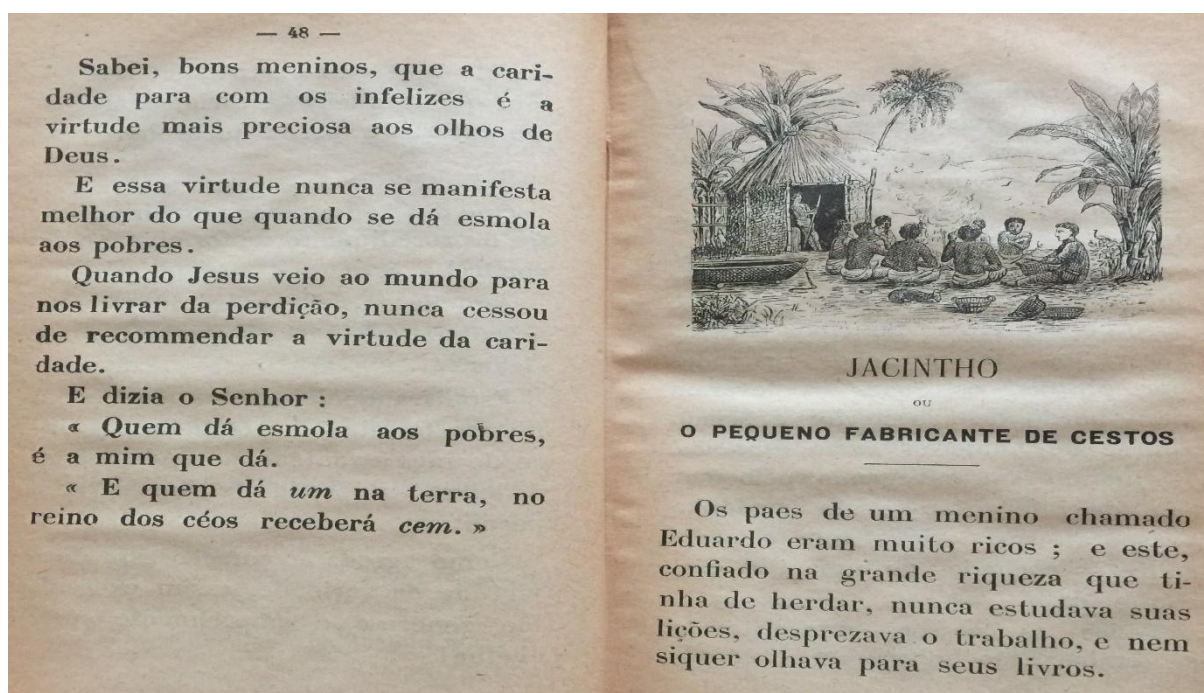 — 48 —
Sabei, bons meninos, que a cari-
dade para com os infelizes é a
virtude mais preciosa aos olhos de
Deus.
E essa virtude nunca se manifesta
melhor do que quando se dá esmola
aos pobres.
Quando Jesus veio ao mundo para
nos livrar da perdição, nunca cessou
de recommendar a virtude da cari-
dade.
E dizia o Senhor :
« Quem dá esmola aos pobres,
é a mim que dá.
« E quem dá um na terra, no
reino dos céos receberá cem. »
JACINTHO
OU
O PEQUENO FABRICANTE DE CESTOS
Os paes de um menino chamado
Eduardo eram muito ricos ; e este,
confiado na grande riqueza que ti-
nha de herdar, nunca estudava suas
lições, desprezava o trabalho, e nem
siquer olhava para seus livros.